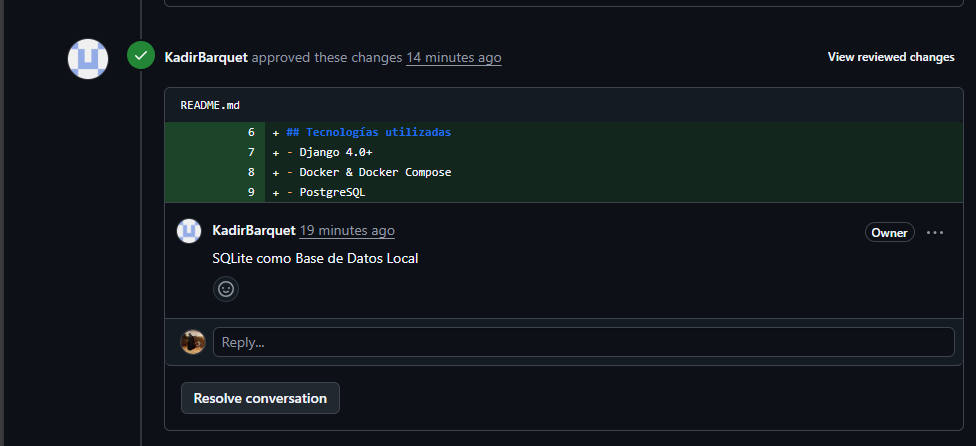 KadirBarquet approved these changes 14 minutes ago
View reviewed changes
README.md
6 + ## Tecnologías utilizadas
7 + - Django 4.0+
8 + - Docker & Docker Compose
9 + - PostgreSQL
KadirBarquet 19 minutes ago
Owner
SQLite como Base de Datos Local
Reply...
Resolve conversation